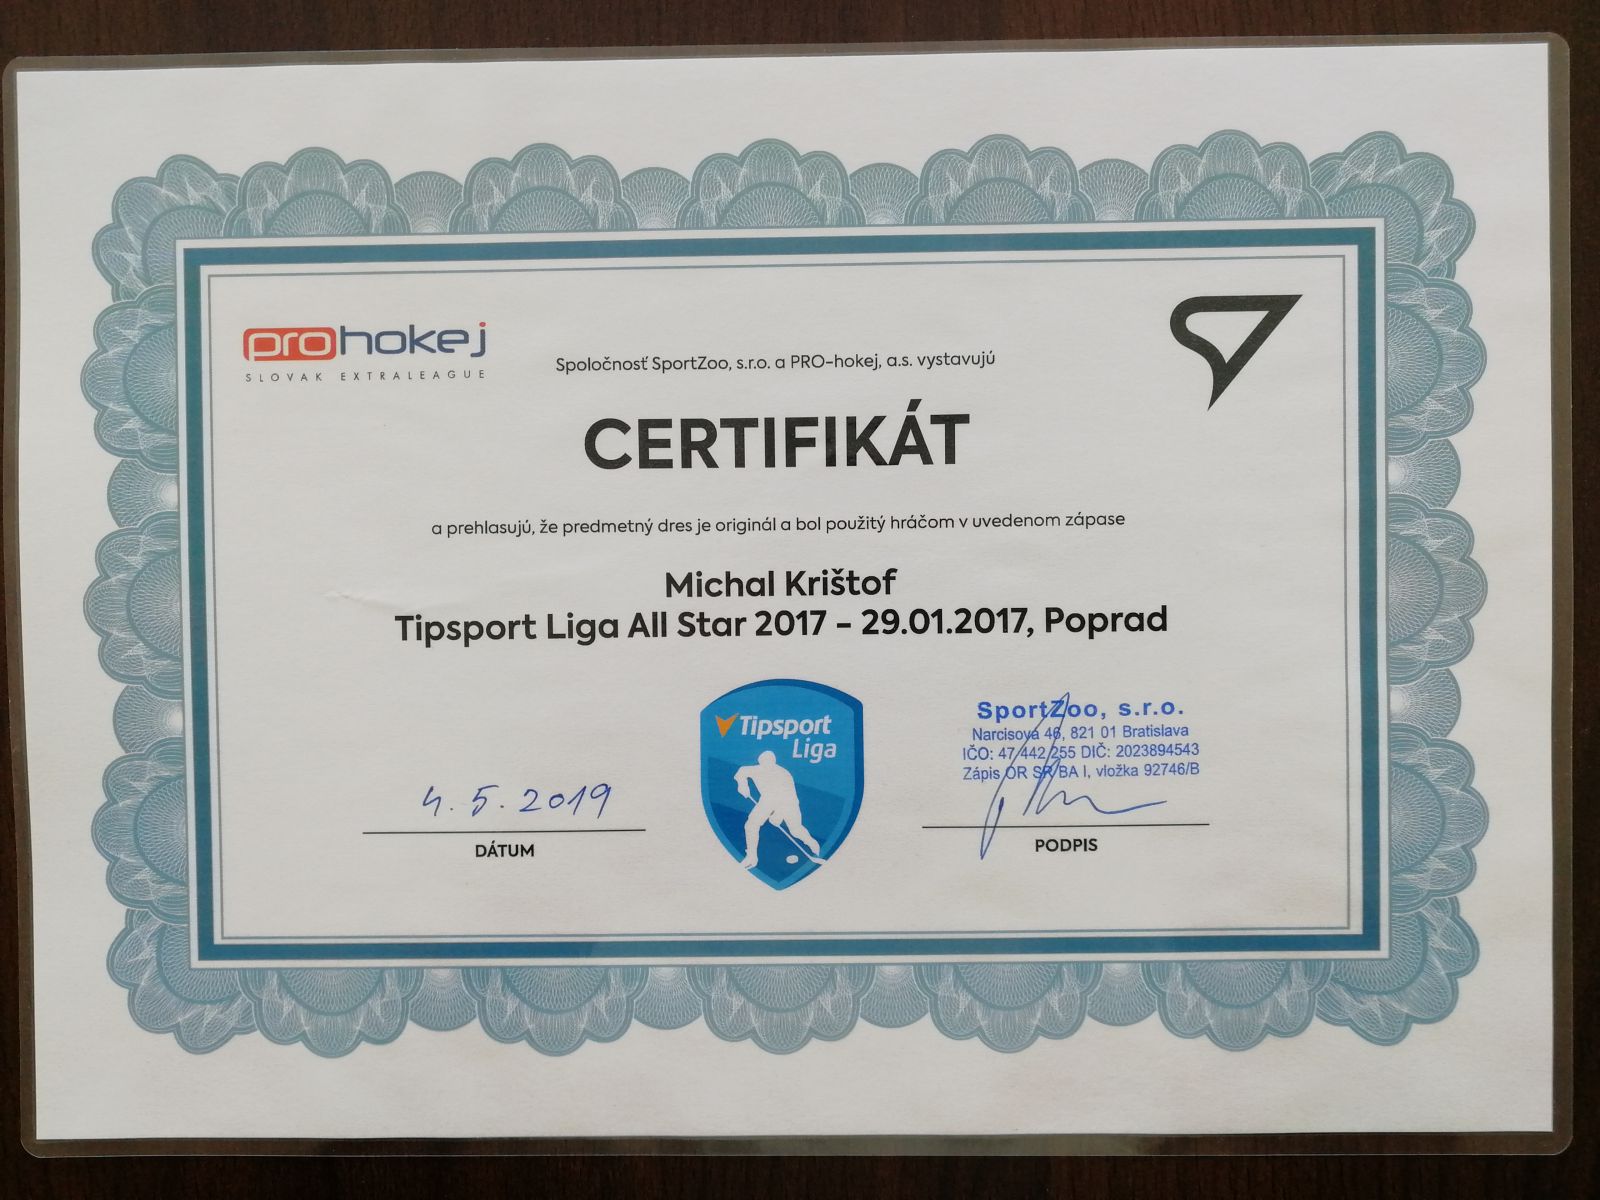 prohokej
SLOVAK EXTRALEAGUE
Spoločnosť SportZoo, s.r.o. a PRO-hokej, a.s. vystavujú
CERTIFIKÁT
a prehlasujú, že predmetný dres je originál a bol použitý hráčom v uvedenom zápase
Michal Krištof
Tipsport Liga All Star 2017 - 29.01.2017, Poprad
Tipsport
Liga
SportZoo, s.r.o.
Narcisová 46, 821 01 Bratislava
IČO: 47 442 255 DIČ: 2023894543
Zápis OR SR/BA I, vložka 92746/B
4. 5. 2019
DÁTUM
PODPIS